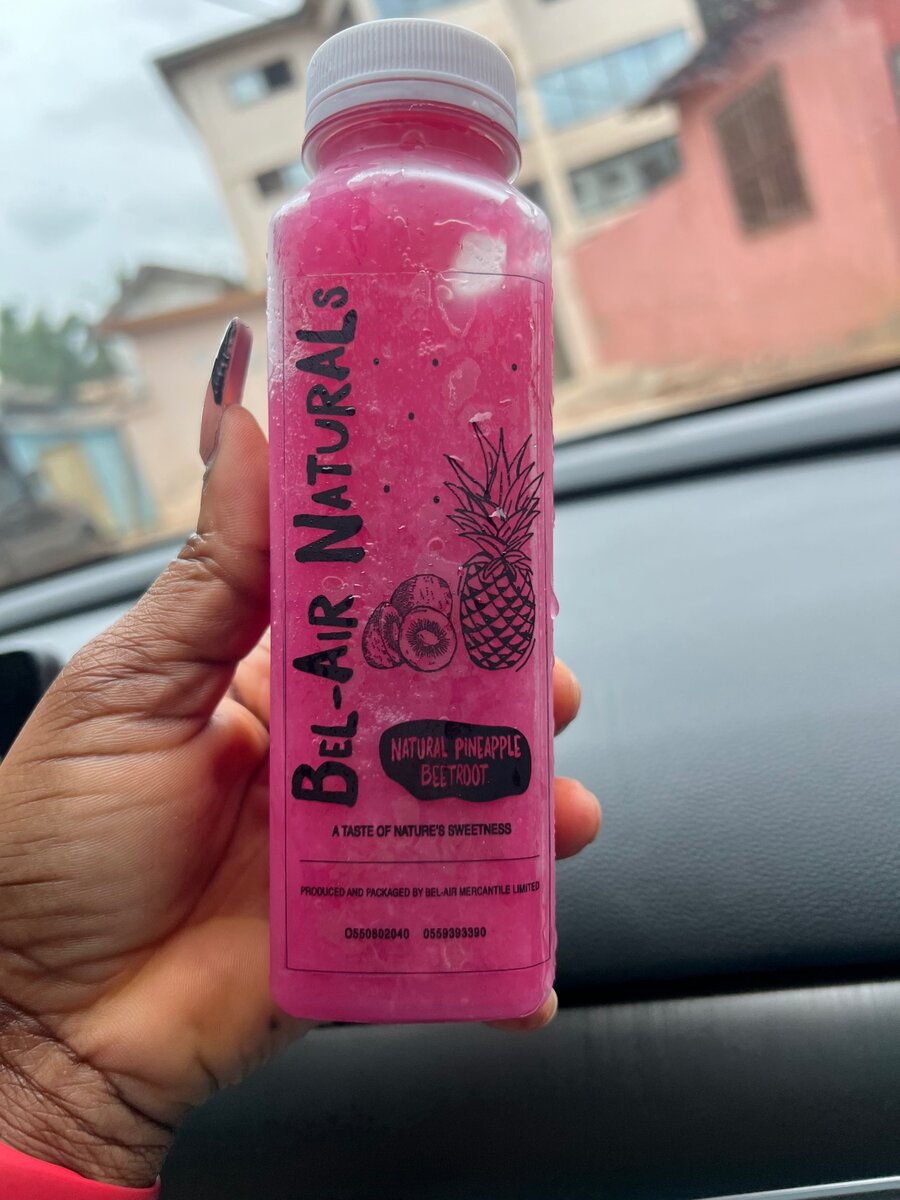 BEL-AIR NATURALS
NATURAL PINEAPPLE
BEETROOT
A TASTE OF NATURE'S SWEETNESS
PRODUCED AND PACKAGED BY BEL-AIR MERCANTILE LIMITED
O550802040 0559393390